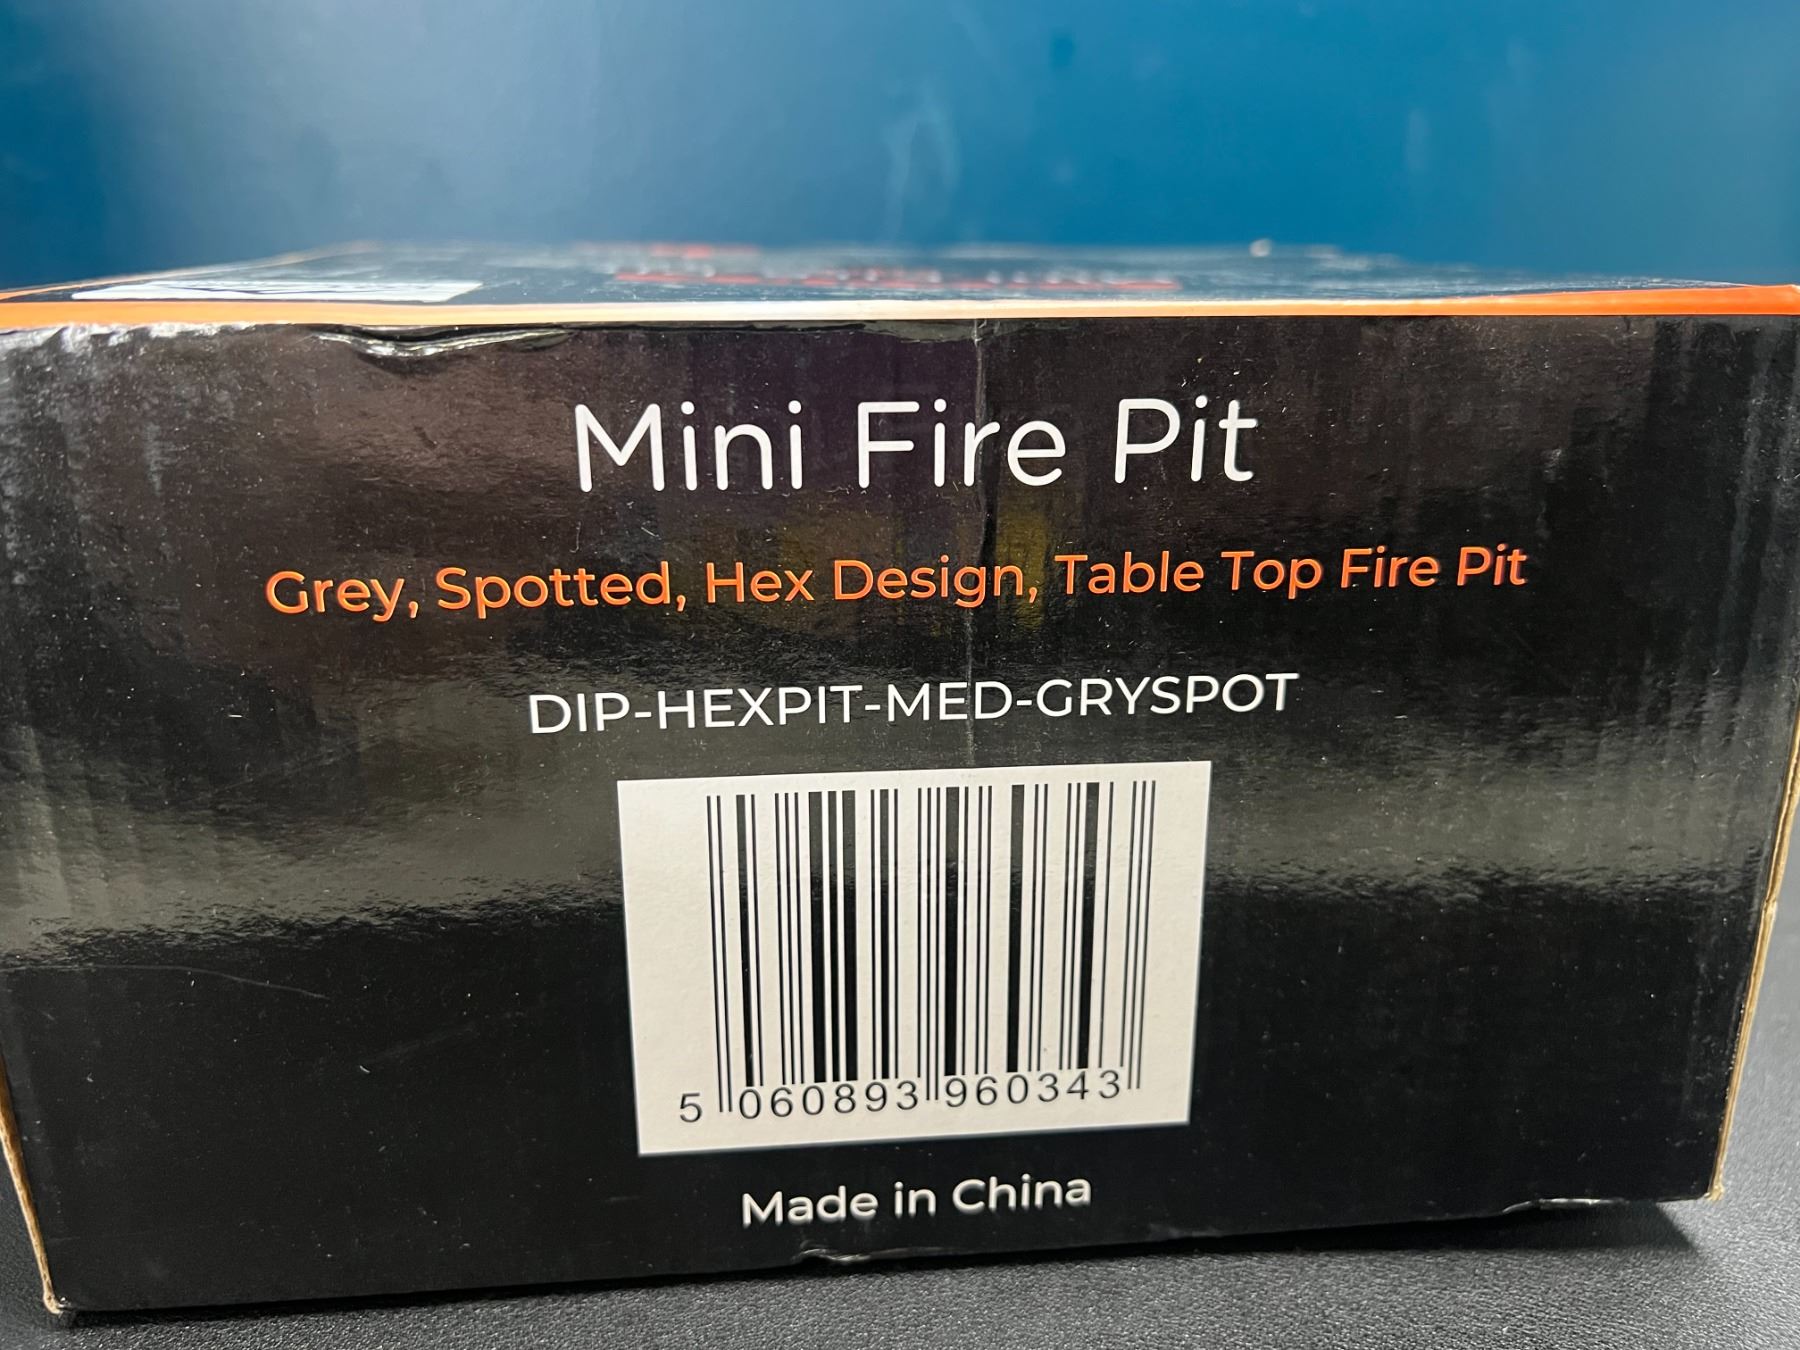 Mini Fire Pit
Grey, Spotted, Hex Design, Table Top Fire Pit
DIP-HEXPIT-MED-GRYSPOT
5 060893 960343
Made in China